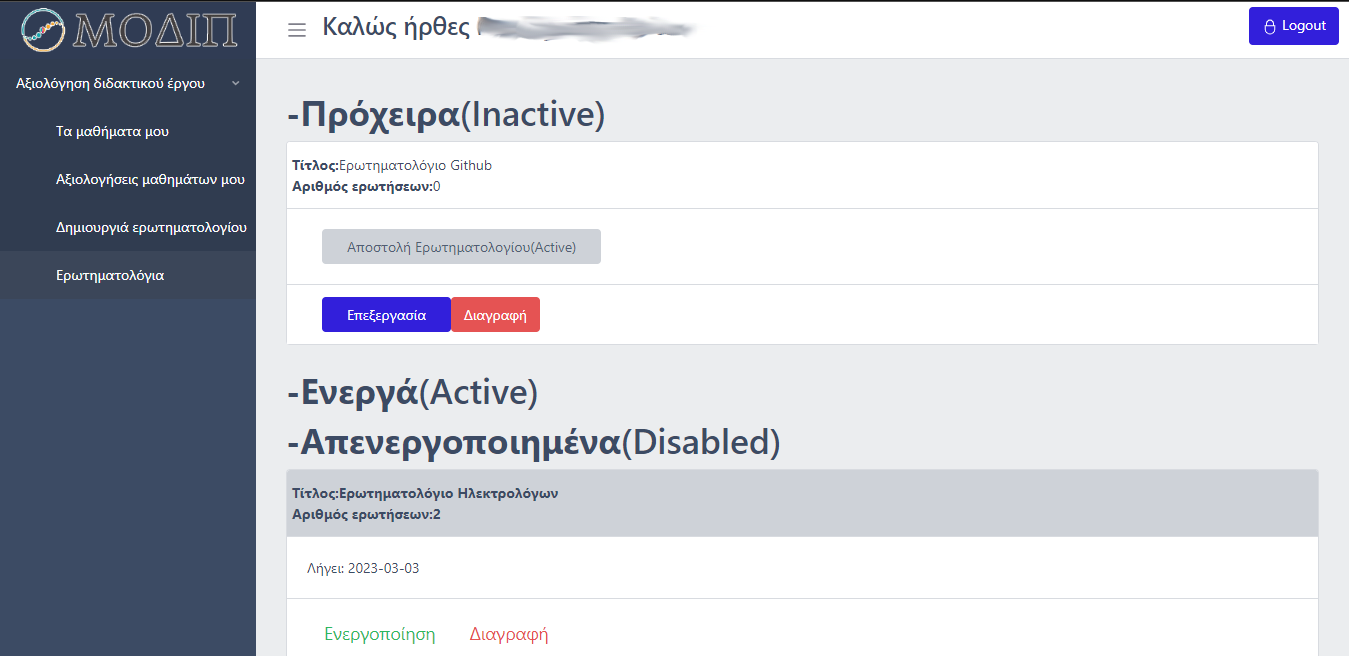 ΜΟΔΙΠ
Καλώς ήρθες
Logout
Αξιολόγηση διδακτικού έργου
Τα μαθήματα μου
Αξιολογήσεις μαθημάτων μου
Δημιουργιά ερωτηματολογίου
Ερωτηματολόγια
-Πρόχειρα(Inactive)
Τίτλος:Ερωτηματολόγιο Github
Αριθμός ερωτήσεων:0
Αποστολή Ερωτηματολογίου(Active)
Επεξεργασία Διαγραφή
-Ενεργά(Active)
-Απενεργοποιημένα(Disabled)
Τίτλος:Ερωτηματολόγιο Ηλεκτρολόγων
Αριθμός ερωτήσεων:2
Λήγει: 2023-03-03
Ενεργοποίηση Διαγραφή